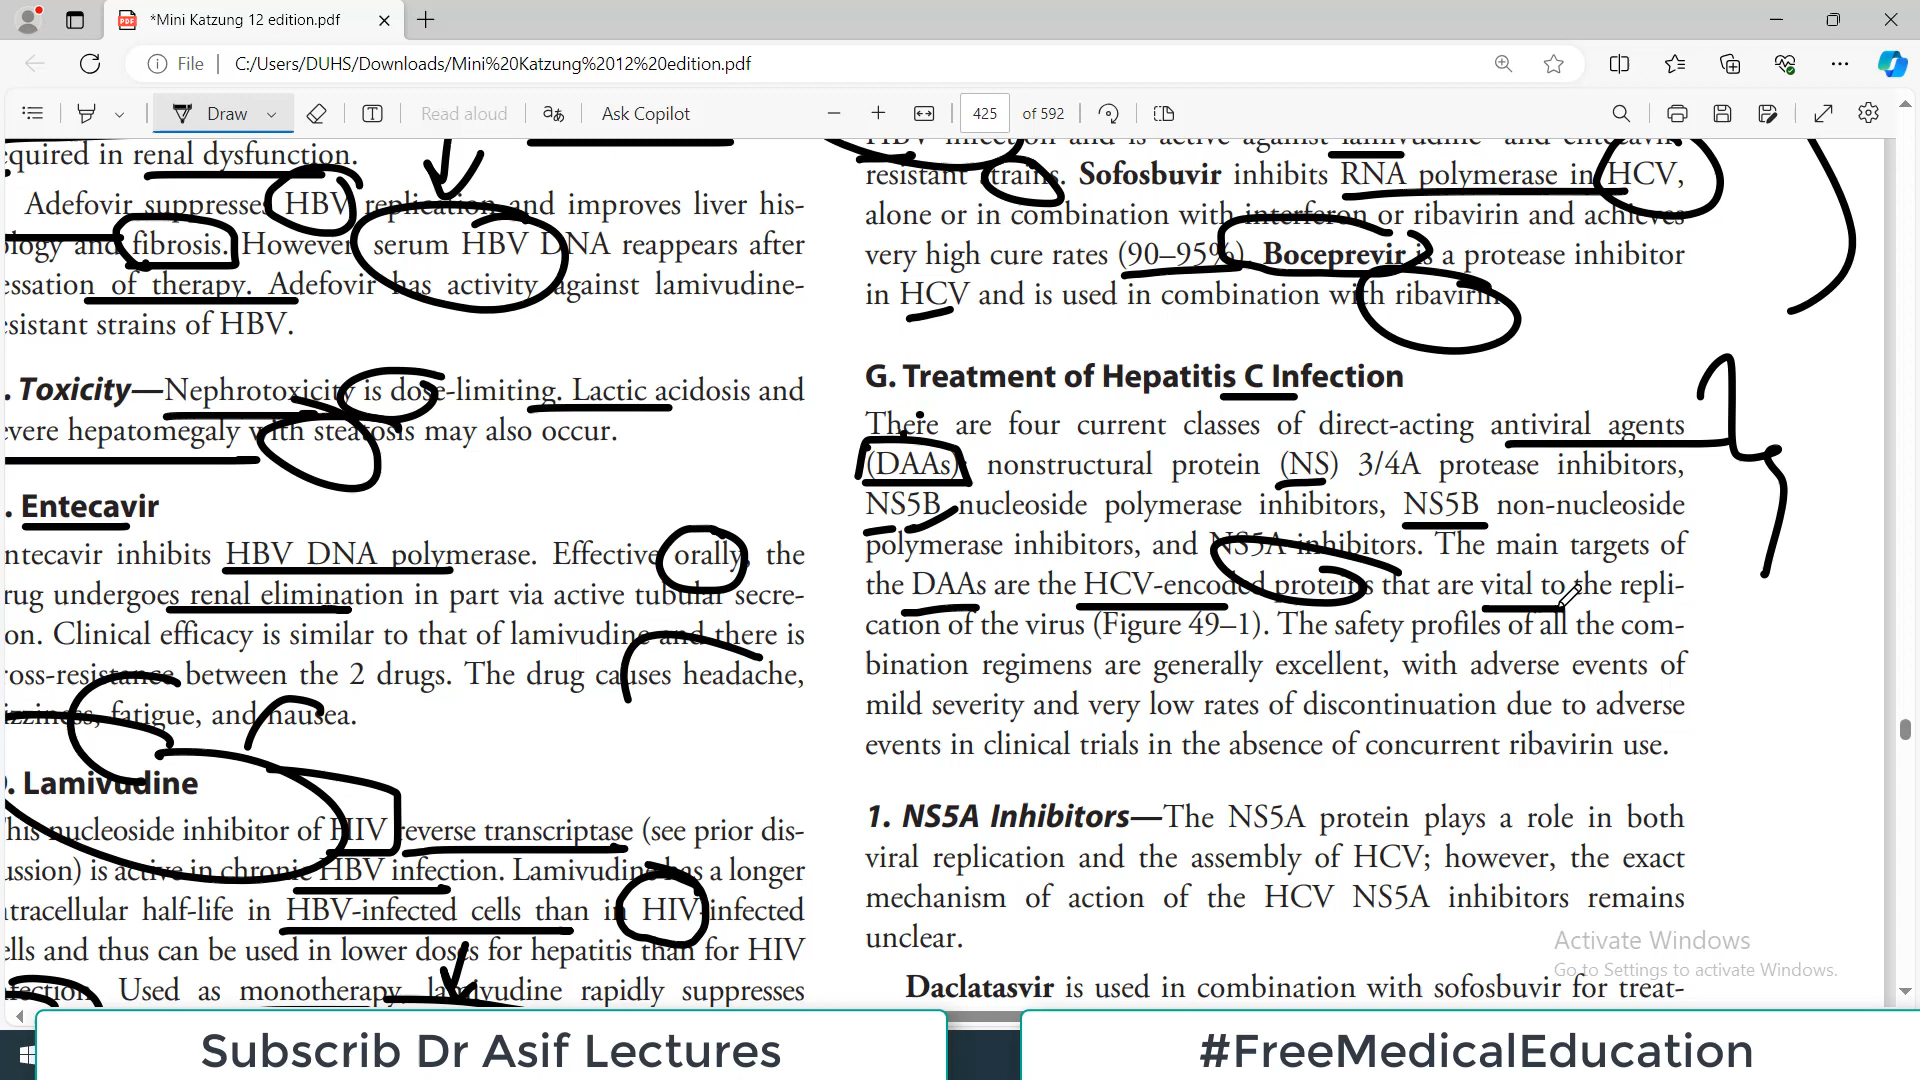 *Mini Katzung 12 edition.pdf
File
C:/Users/DUHS/Downloads/Mini%20Katzung%2012%20edition.pdf
Draw
Read aloud
Ask Copilot
425 of 592
quired in renal dysfunction.
Adefovir suppresses HBV replication and improves liver his-
ology and fibrosis. However, serum HBV DNA reappears after
essation of therapy. Adefovir has activity against lamivudine-
esistant strains of HBV.
. Toxicity—Nephrotoxicity is dose-limiting. Lactic acidosis and
evere hepatomegaly with steatosis may also occur.
. Entecavir
ntecavir inhibits HBV DNA polymerase. Effective orally, the
rug undergoes renal elimination in part via active tubular secre-
on. Clinical efficacy is similar to that of lamivudine and there is
ross-resistance between the 2 drugs. The drug causes headache,
izziness, fatigue, and nausea.
. Lamivudine
his nucleoside inhibitor of HIV reverse transcriptase (see prior dis-
ussion) is active in chronic HBV infection. Lamivudine has a longer
ntracellular half-life in HBV-infected cells than in HIV-infected
ells and thus can be used in lower doses for hepatitis than for HIV
nfection. Used as monotherapy, lamivudine rapidly suppresses
HBV infection and is active against lamivudine- and entecavir-
resistant strains. Sofosbuvir inhibits RNA polymerase in HCV,
alone or in combination with interferon or ribavirin and achieves
very high cure rates (90–95%). Boceprevir is a protease inhibitor
in HCV and is used in combination with ribavirin.
G. Treatment of Hepatitis C Infection
There are four current classes of direct-acting antiviral agents
(DAAs): nonstructural protein (NS) 3/4A protease inhibitors,
NS5B nucleoside polymerase inhibitors, NS5B non-nucleoside
polymerase inhibitors, and NS5A inhibitors. The main targets of
the DAAs are the HCV-encoded proteins that are vital to the repli-
cation of the virus (Figure 49–1). The safety profiles of all the com-
bination regimens are generally excellent, with adverse events of
mild severity and very low rates of discontinuation due to adverse
events in clinical trials in the absence of concurrent ribavirin use.
1. NS5A Inhibitors—The NS5A protein plays a role in both
viral replication and the assembly of HCV; however, the exact
mechanism of action of the HCV NS5A inhibitors remains
unclear.
Daclatasvir is used in combination with sofosbuvir for treat-
Activate Windows
Go to Settings to activate Windows.
Subscrib Dr Asif Lectures
#FreeMedicalEducation